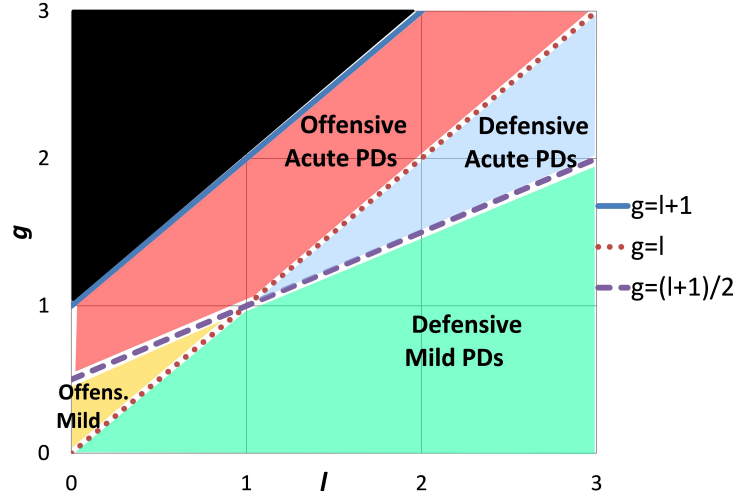 3
Offensive
Acute PDs
Defensive
Acute PDs
2
g
g=l+1
g=l
g=(l+1)/2
1
Defensive
Mild PDs
Offens.
Mild
0
0 1 l 2 3